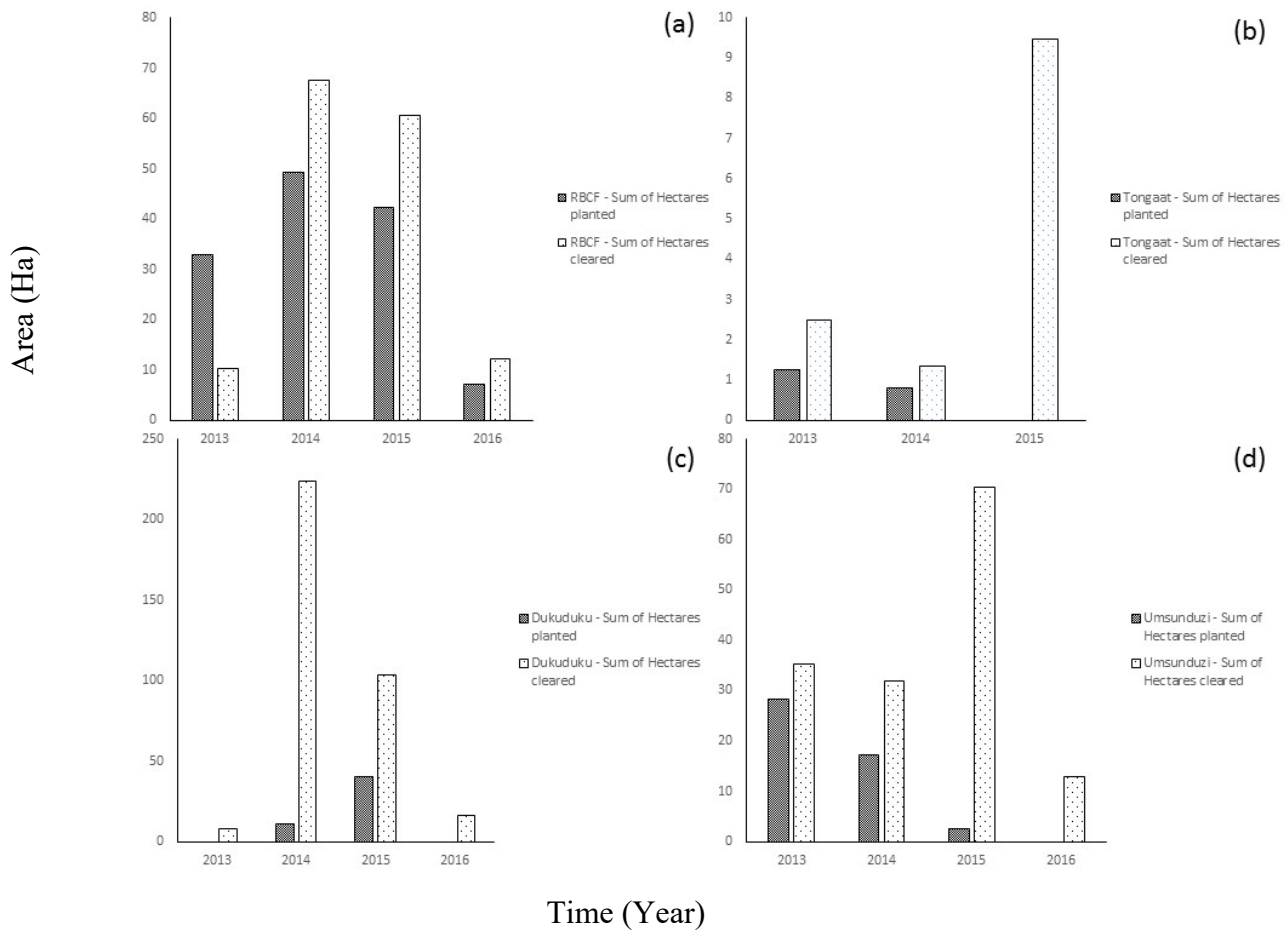 Area (Ha)
(a)
80
70
60
50
40
30
20
10
0
2013 2014 2015 2016
RBCF - Sum of Hectares
planted
RBCF - Sum of Hectares
cleared
(b)
10
9
8
7
6
5
4
3
2
1
0
2013 2014 2015
Tongaat - Sum of Hectares
planted
Tongaat - Sum of Hectares
cleared
(c)
250
200
150
100
50
0
2013 2014 2015 2016
Dukuduku - Sum of Hectares
planted
Dukuduku - Sum of Hectares
cleared
(d)
80
70
60
50
40
30
20
10
0
2013 2014 2015 2016
Umsunduzi - Sum of
Hectares planted
Umsunduzi - Sum of
Hectares cleared
Time (Year)